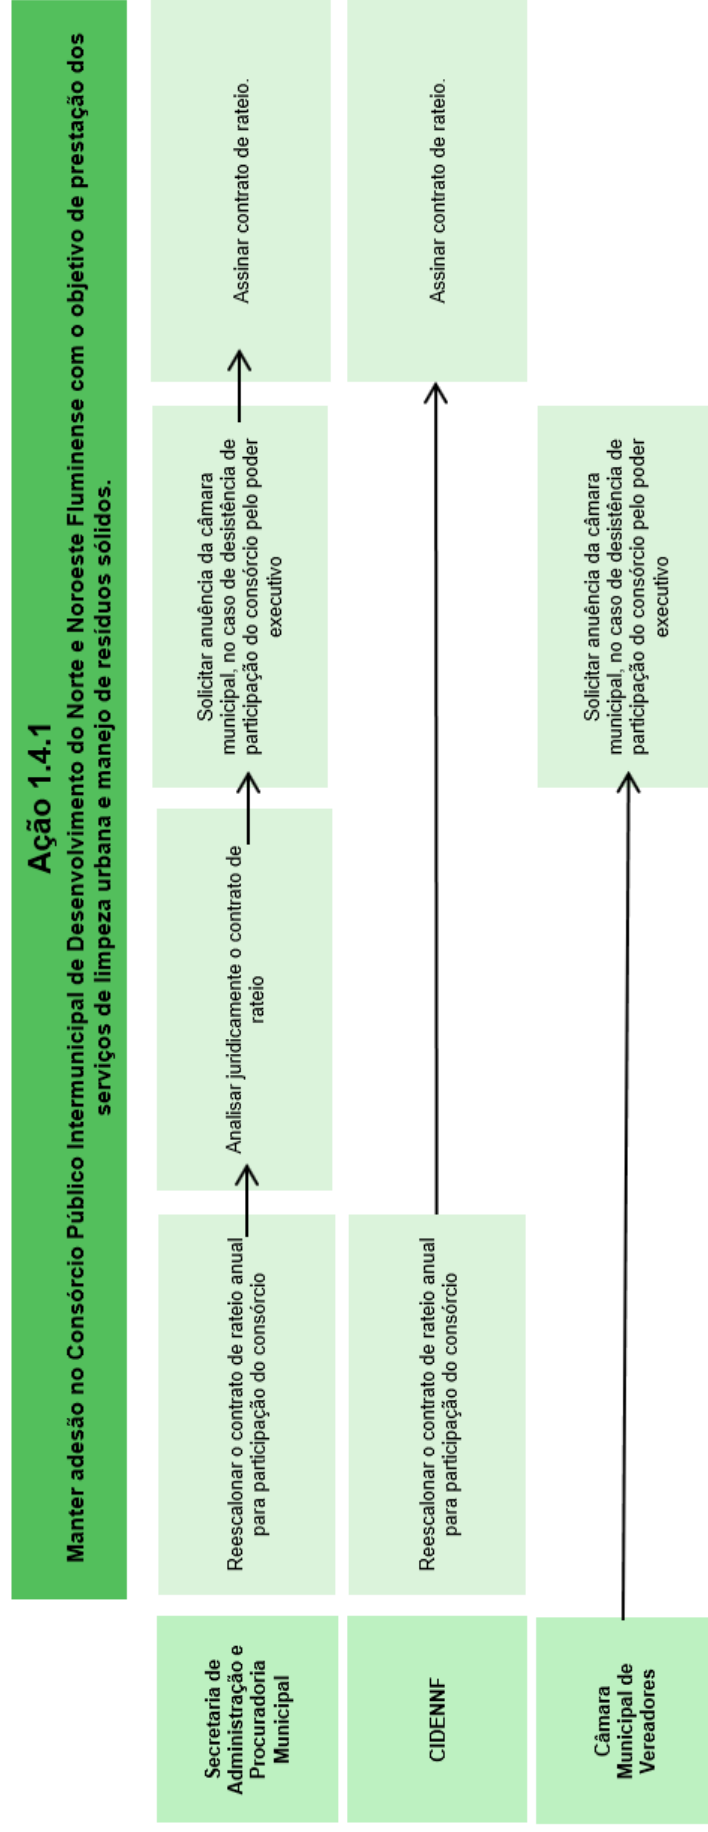 Ação 1.4.1
Manter adesão no Consórcio Público Intermunicipal de Desenvolvimento do Norte e Noroeste Fluminense com o objetivo de prestação dos
serviços de limpeza urbana e manejo de resíduos sólidos.
Secretaria de
Administração e
Procuradoria
Municipal
Reescalonar o contrato de rateio anual
para participação do consórcio
Analisar juridicamente o contrato de
rateio
Solicitar anuência da câmara
municipal, no caso de desistência de
participação do consórcio pelo poder
executivo
Assinar contrato de rateio.
CIDENNF
Reescalonar o contrato de rateio anual
para participação do consórcio
Assinar contrato de rateio.
Câmara
Municipal de
Vereadores
Solicitar anuência da câmara
municipal, no caso de desistência de
participação do consórcio pelo poder
executivo